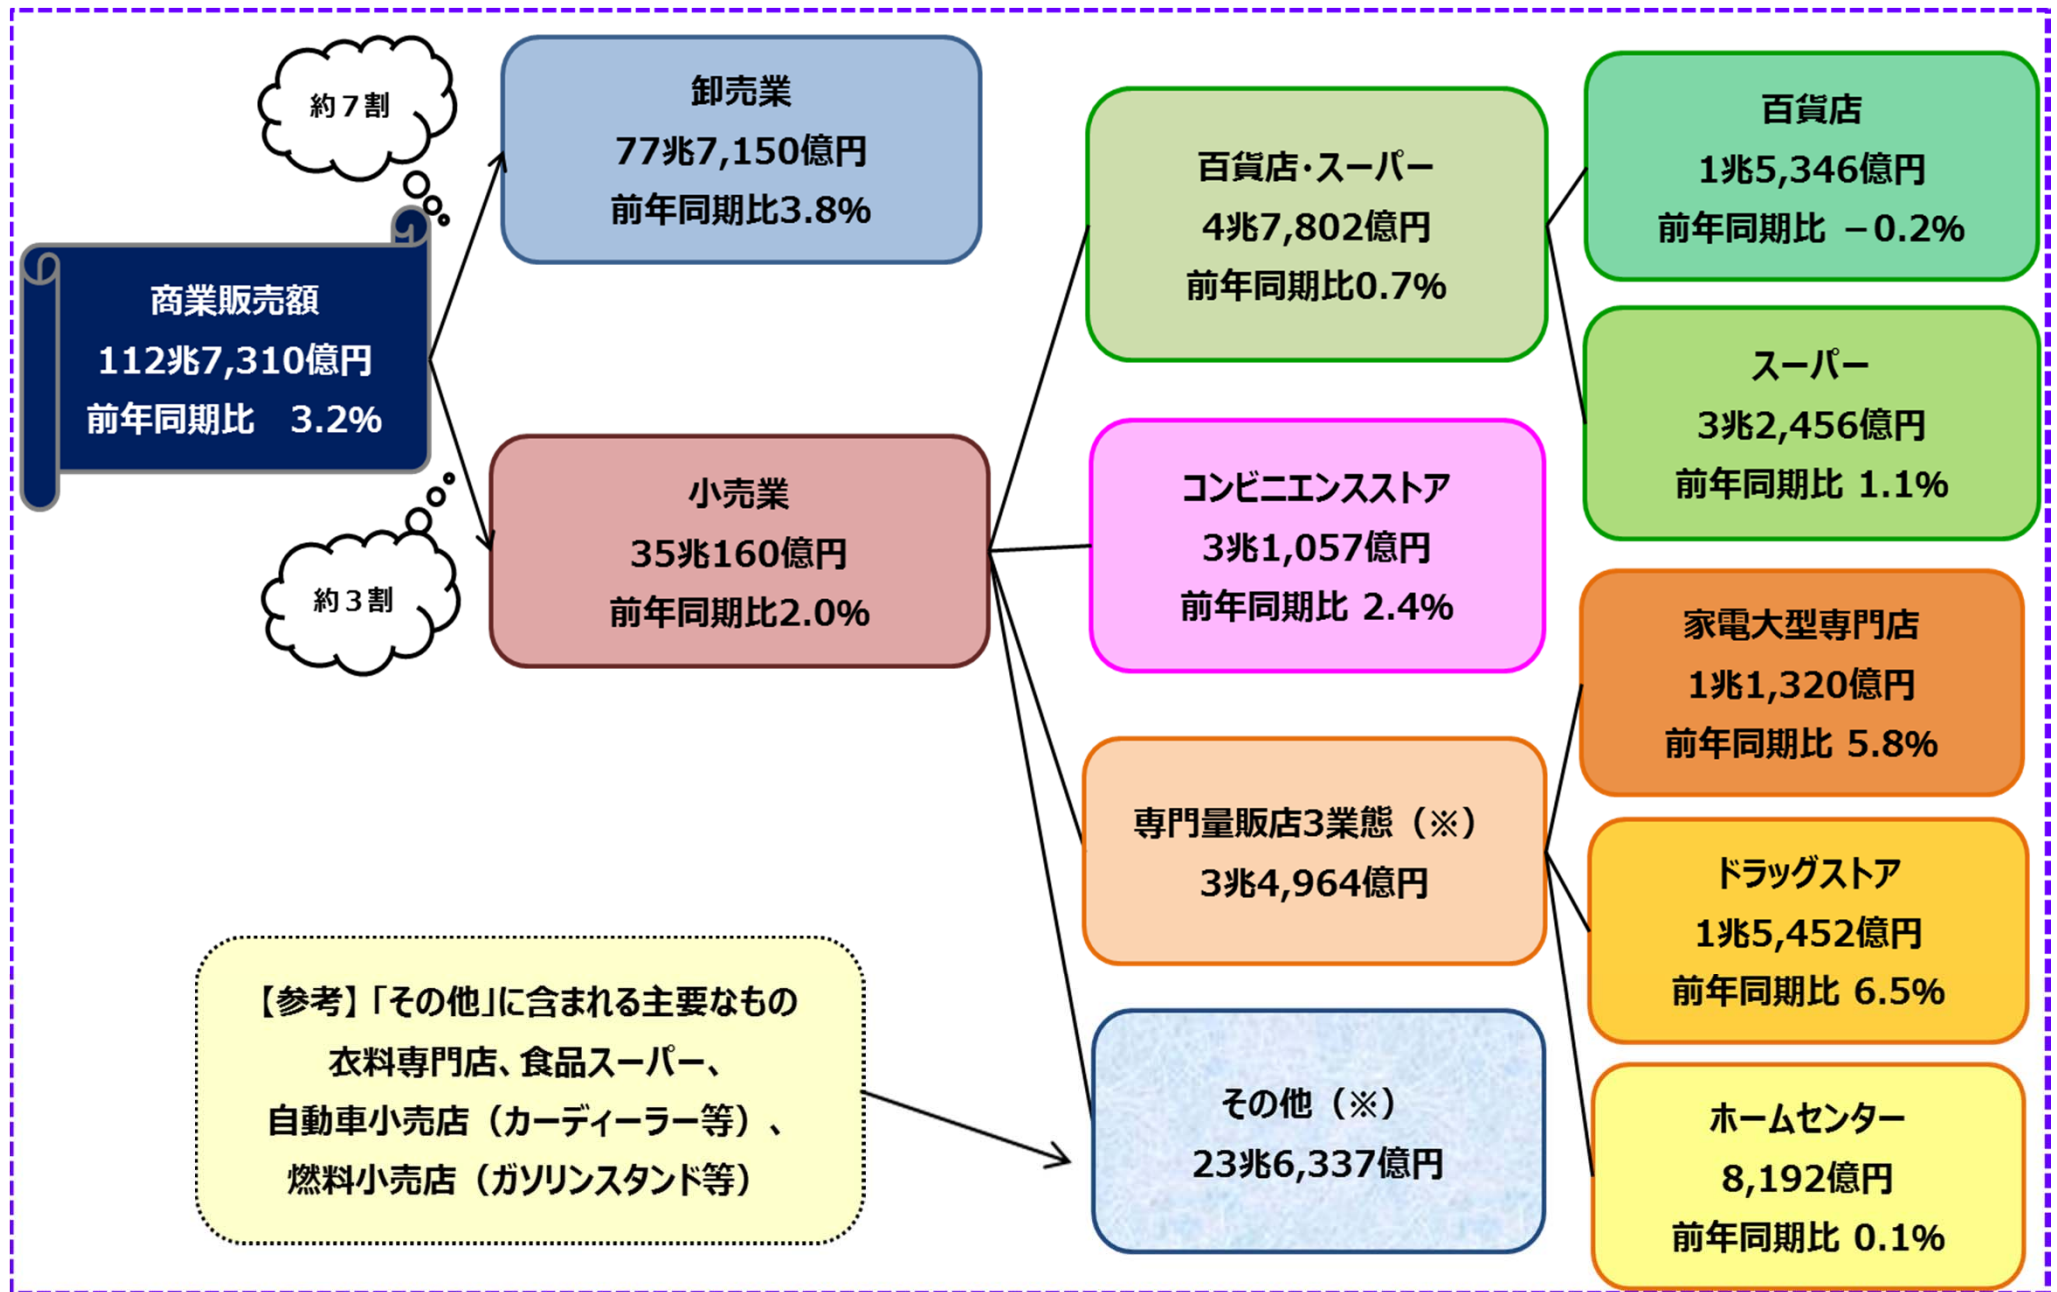 約７割
商業販売額
112兆7,310億円
前年同期比　3.2%
約３割
卸売業
77兆7,150億円
前年同期比3.8%
小売業
35兆160億円
前年同期比2.0%
百貨店･スーパー
4兆7,802億円
前年同期比0.7%
コンビニエンスストア
3兆1,057億円
前年同期比 2.4%
専門量販店3業態（※）
3兆4,964億円
その他（※）
23兆6,337億円
百貨店
1兆5,346億円
前年同期比 －0.2%
スーパー
3兆2,456億円
前年同期比 1.1%
家電大型専門店
1兆1,320億円
前年同期比 5.8%
ドラッグストア
1兆5,452億円
前年同期比 6.5%
ホームセンター
8,192億円
前年同期比 0.1%
【参考】「その他」に含まれる主要なもの
衣料専門店、食品スーパー、
自動車小売店（カーディーラー等）、
燃料小売店（ガソリンスタンド等）